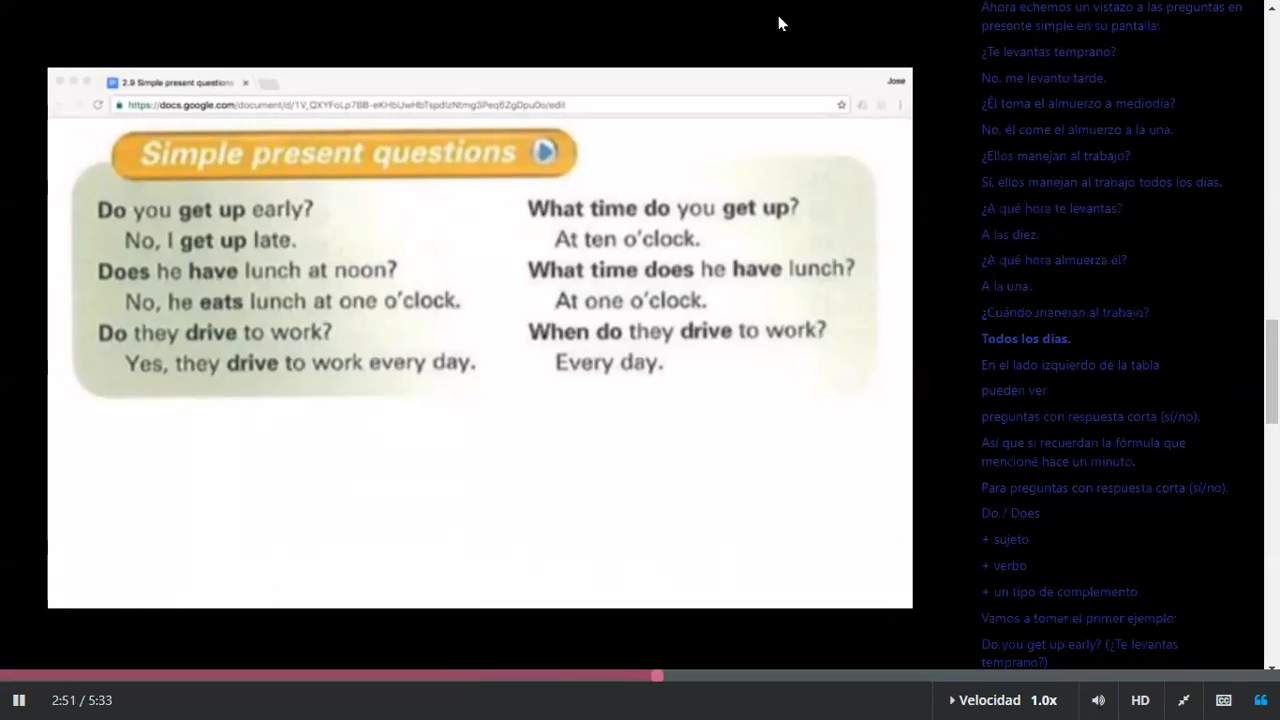 2.9 Simple present questions
Jose
Simple present questions
Do you get up early?
No, I get up late.
Does he have lunch at noon?
No, he eats lunch at one o'clock.
Do they drive to work?
Yes, they drive to work every day.
What time do you get up?
At ten o'clock.
What time does he have lunch?
At one o'clock.
When do they drive to work?
Every day.
Ahora echemos un vistazo a las preguntas en
presente simple en su pantalla:
¿Te levantas temprano?
No, me levanto tarde.
¿Él toma el almuerzo a mediodía?
No, él come el almuerzo a la una.
¿Ellos manejan al trabajo?
Sí, ellos manejan al trabajo todos los días.
¿A qué hora te levantas?
A las diez.
¿A qué hora almuerza él?
A la una.
¿Cuándo manejan al trabajo?
Todos los días.
En el lado izquierdo de la tabla
pueden ver
preguntas con respuesta corta (sí/no).
Así que si recuerdan la fórmula que
mencioné hace un minuto.
Para preguntas con respuesta corta (sí/no).
Do / Does
+ sujeto
+ verbo
+ un tipo de complemento
Vamos a tomar el primer ejemplo:
Do you get up early? (¿Te levantas
temprano?)
2:51 / 5:33
Velocidad 1.0x
HD
CC